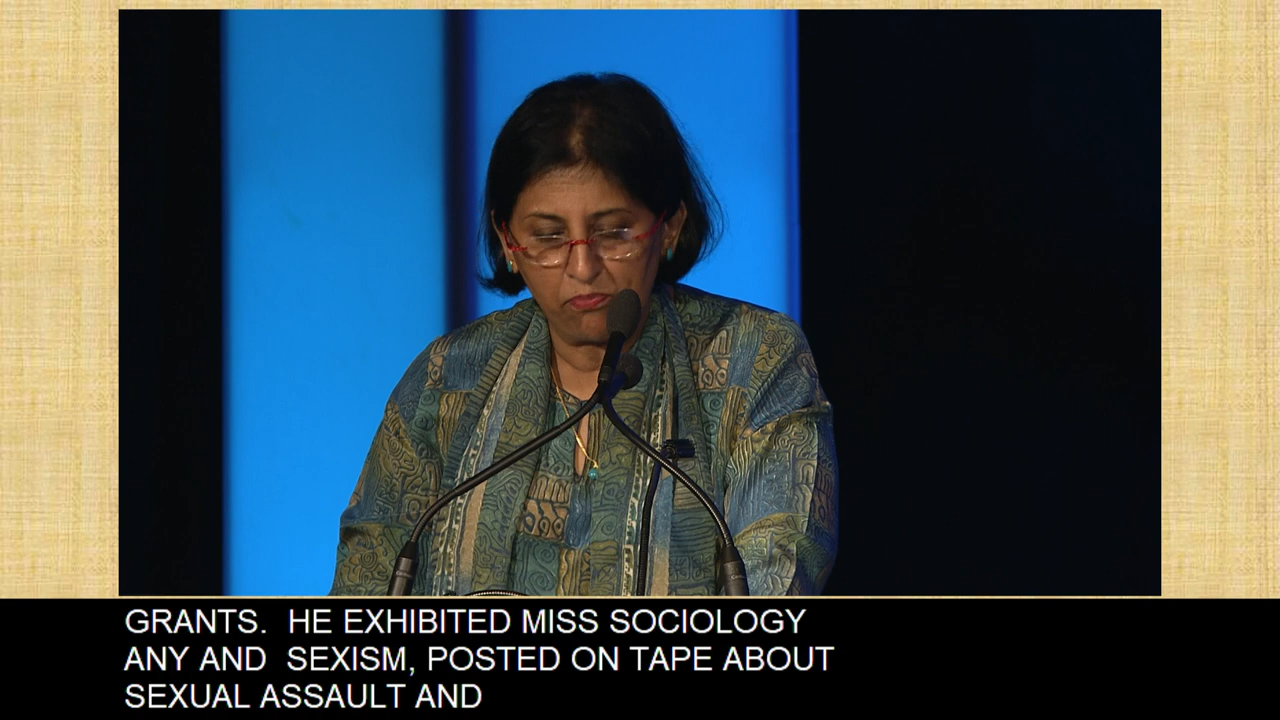 GRANTS.  HE EXHIBITED MISS SOCIOLOGY
ANY AND  SEXISM, POSTED ON TAPE ABOUT
SEXUAL ASSAULT AND